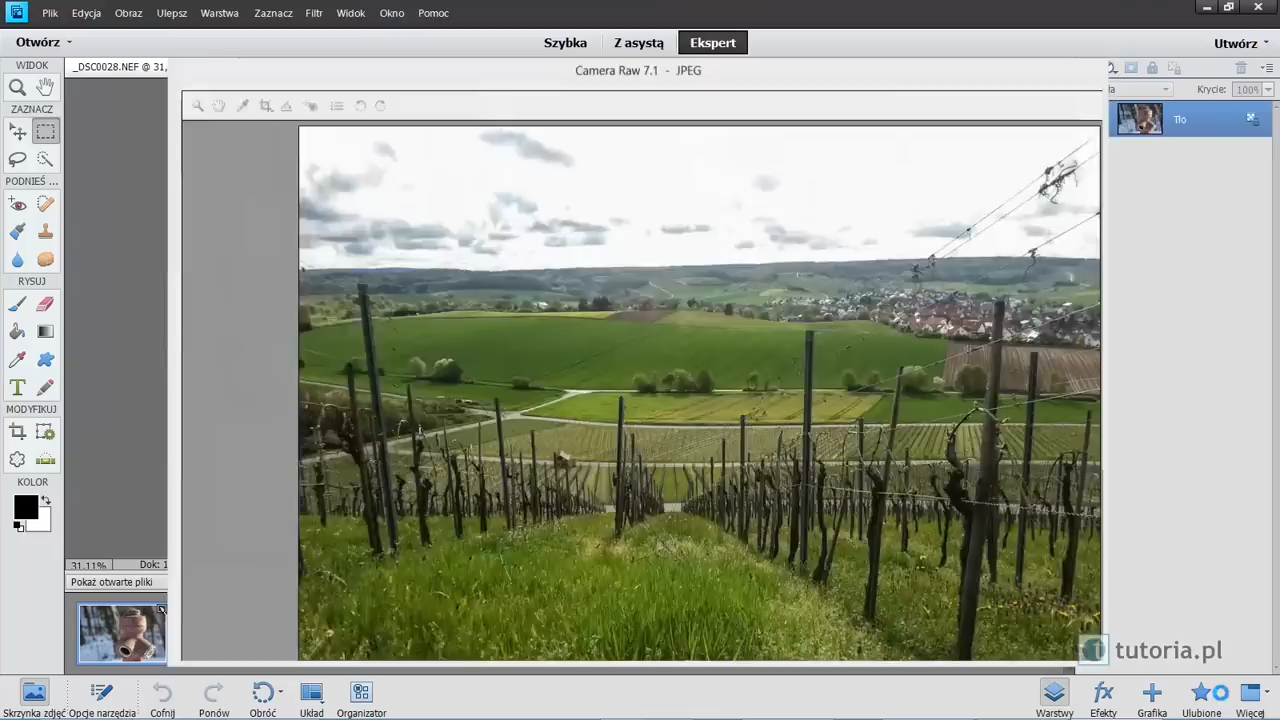 Plik Edycja Obraz Ulepsz Warstwa Zaznacz Filtr Widok Okno Pomoc
Otwórz Szybka Z asystą Ekspert Utwórz
WIDOK
_DSC0028.NEF @ 31,
Camera Raw 7.1 - JPEG
Krycie: 100%
ZAZNACZ
Tło
PODNIEŚ ...
RYSUJ
MODYFIKUJ
KOLOR
31,11% Dok: 1
Pokaż otwarte pliki
tutoria.pl
Skrzynka zdjęć Opcje narzędzia Cofnij Ponów Obróć Układ Organizator Warstwy Efekty Grafika Ulubione Więcej